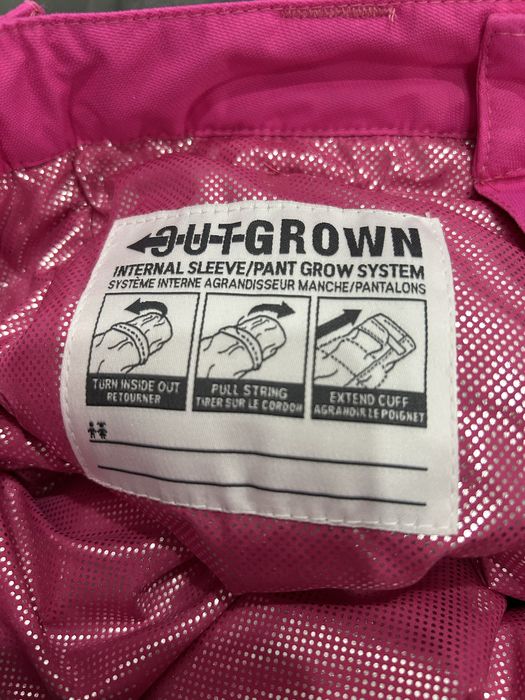 OUTGROWN
INTERNAL SLEEVE/PANT GROW SYSTEM
SYSTÈME INTERNE AGRANDISSEUR MANCHE/PANTALONS
TURN INSIDE OUT
RETOURNER
PULL STRING
TIRER SUR LE CORDON
EXTEND CUFF
AGRANDIR LE POIGNET